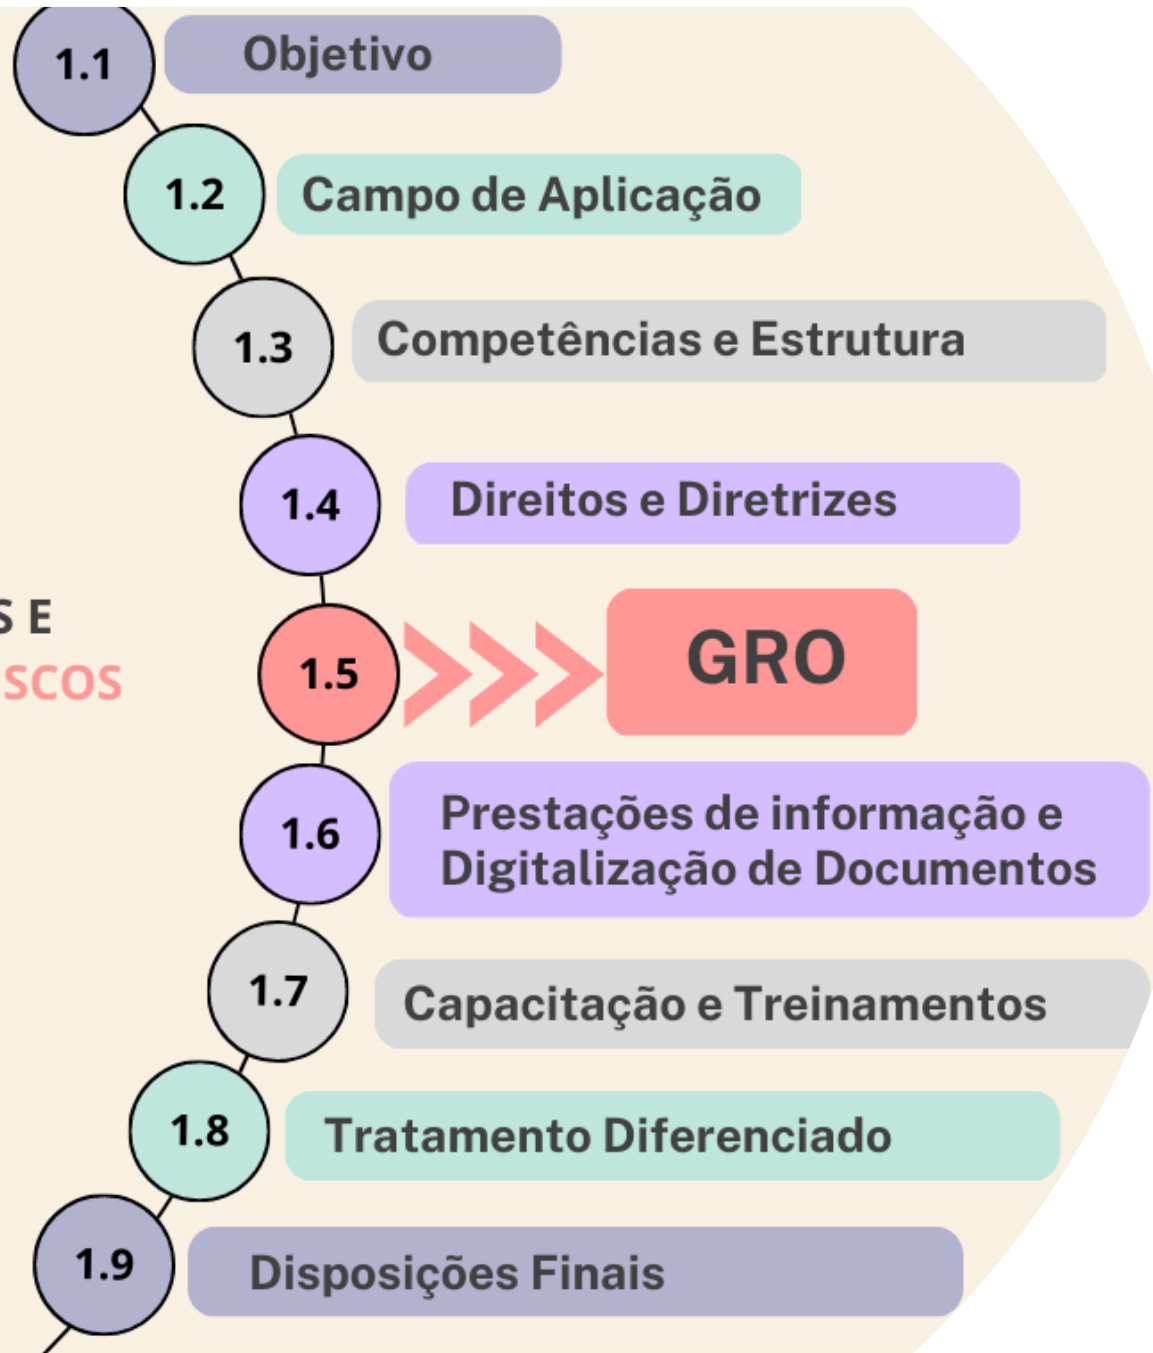 1.1
Objetivo
1.2
Campo de Aplicação
1.3
Competências e Estrutura
1.4
Direitos e Diretrizes
S E
SCOS
1.5
GRO
1.6
Prestações de informação e
Digitalização de Documentos
1.7
Capacitação e Treinamentos
1.8
Tratamento Diferenciado
1.9
Disposições Finais